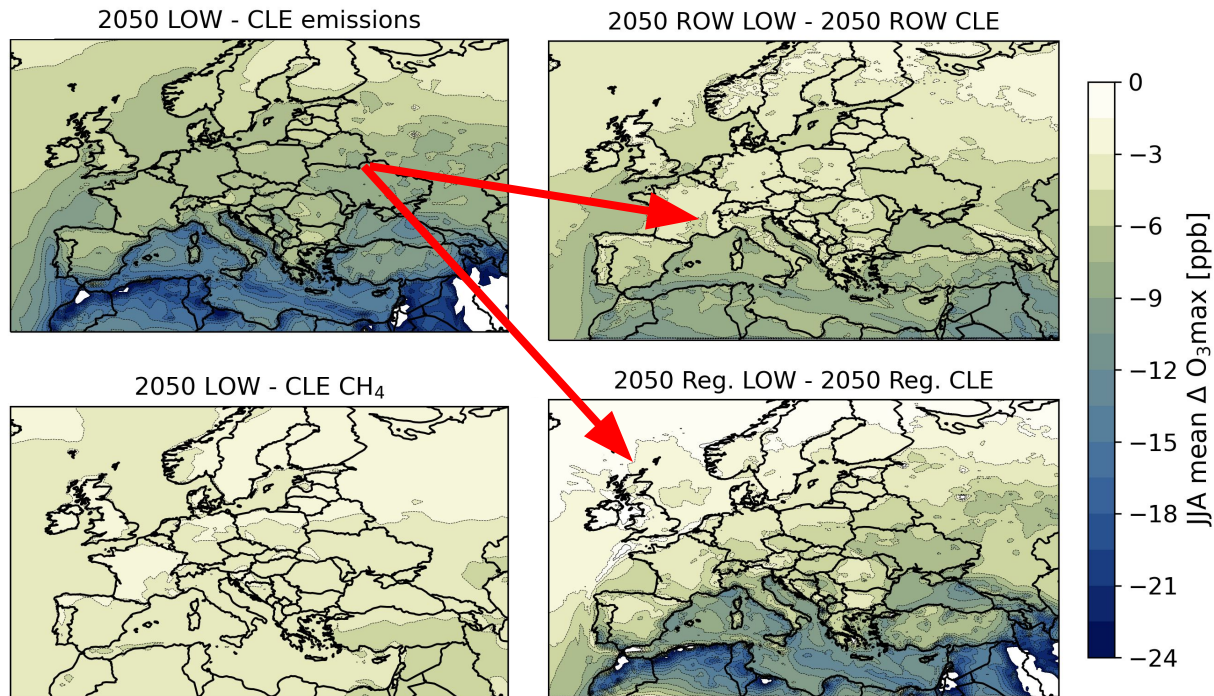 2050 LOW - CLE emissions
2050 ROW LOW - 2050 ROW CLE
2050 LOW - CLE CH₄
2050 Reg. LOW - 2050 Reg. CLE
0
−3
−6
−9
−12
−15
−18
−21
−24
JJA mean Δ O₃max [ppb]